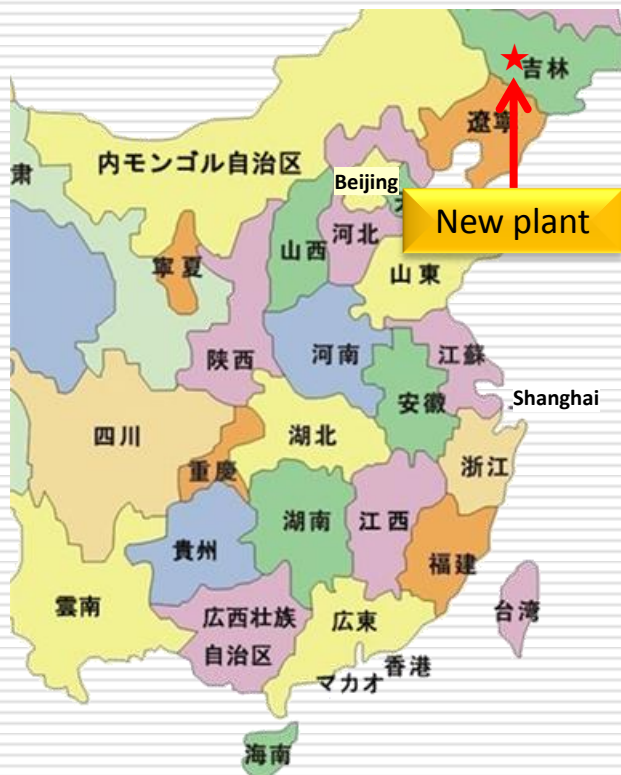 吉林
遼寧
内モンゴル自治区
粛
Beijing
天
New plant
山西
河北
寧夏
山東
陝西
河南
江蘇
Shanghai
安徽
四川
湖北
浙江
重慶
湖南
江西
貴州
福建
雲南
広西壮族
自治区
広東
台湾
香港
マカオ
海南